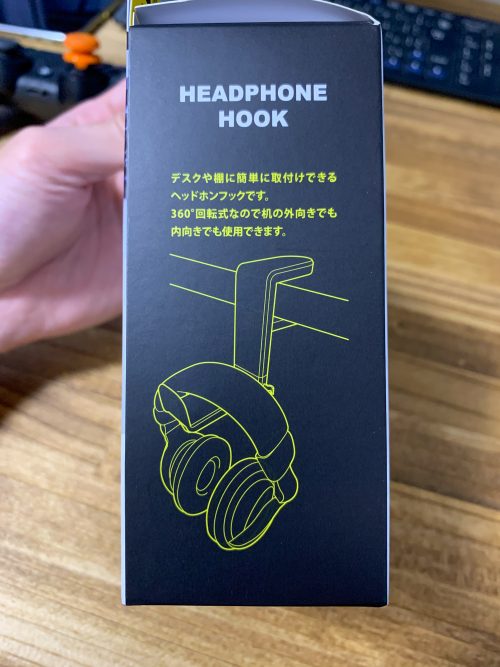 HEADPHONE
HOOK
デスクや棚に簡単に取付けできる
ヘッドホンフックです。
360°回転式なので机の外向きでも
内向きでも使用できます。